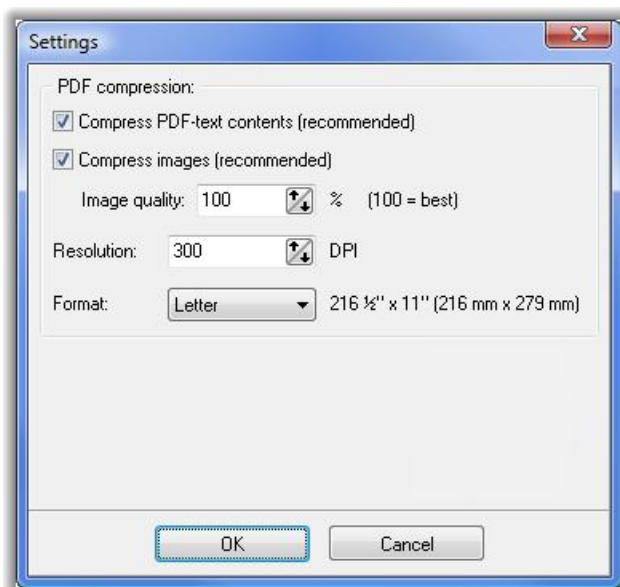 Settings
PDF compression:
Compress PDF-text contents (recommended)
Compress images (recommended)
Image quality: 100 % (100 = best)
Resolution: 300 DPI
Format: Letter 216 ½" x 11" (216 mm x 279 mm)
OK Cancel